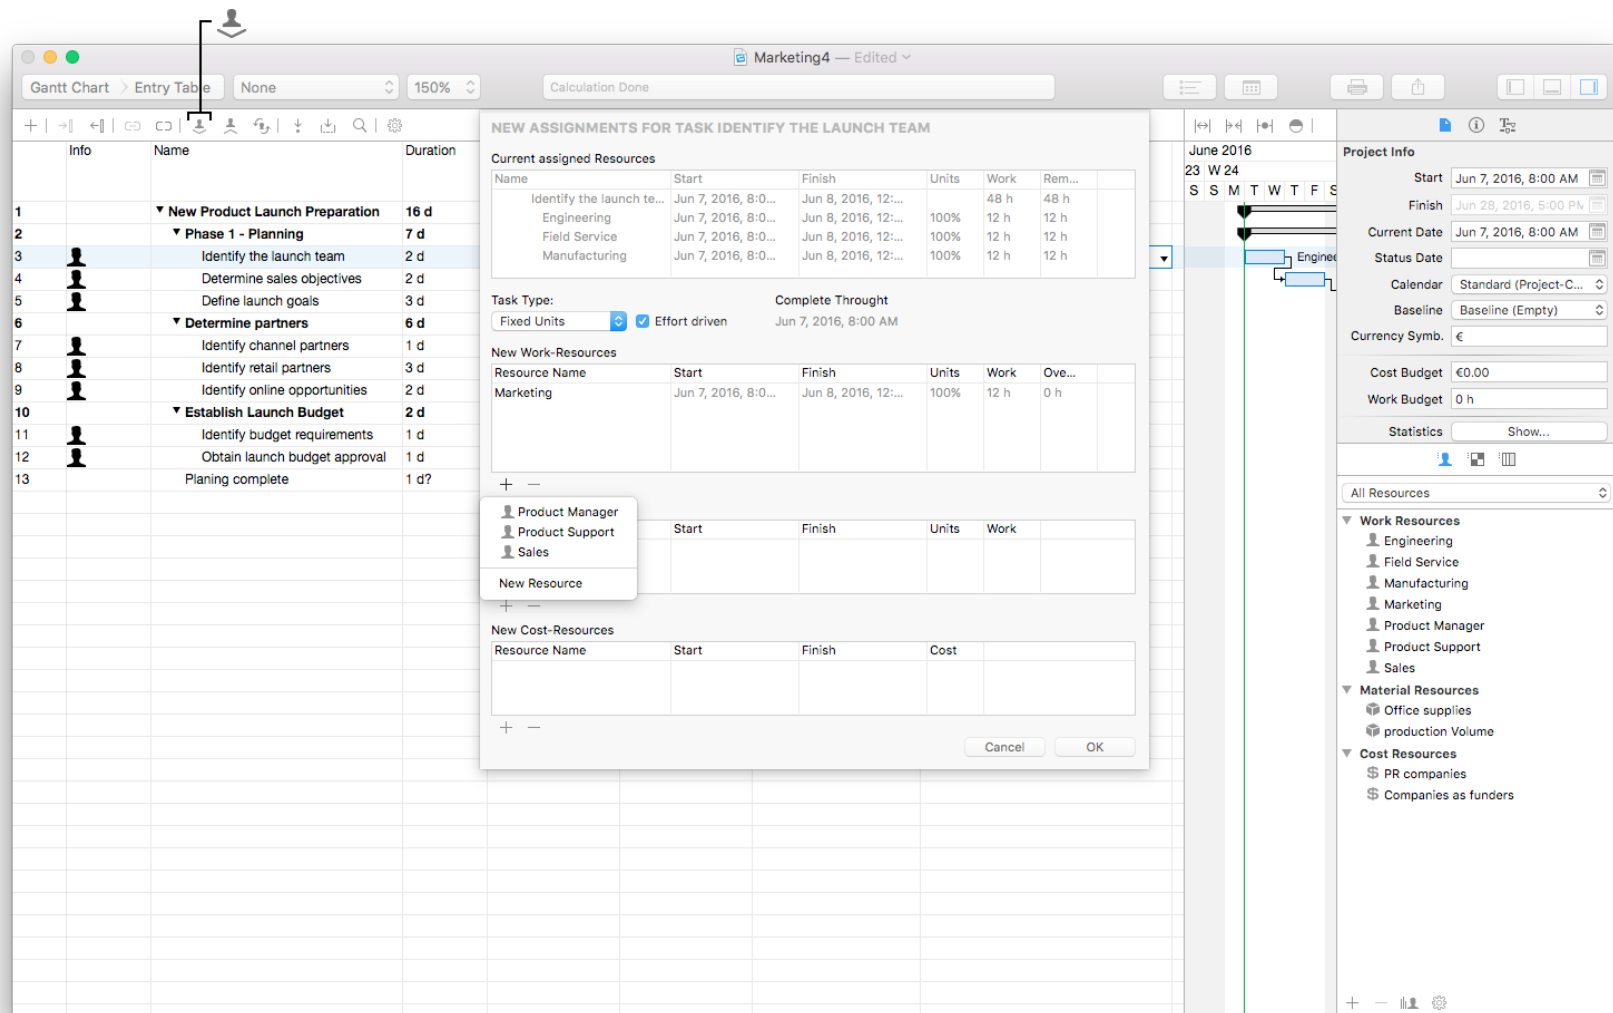 Marketing4 — Edited
Gantt Chart Entry Table None 150% Calculation Done
NEW ASSIGNMENTS FOR TASK IDENTIFY THE LAUNCH TEAM
Info Name Duration
1 New Product Launch Preparation 16 d
2 Phase 1 - Planning 7 d
3 Identify the launch team 2 d
4 Determine sales objectives 2 d
5 Define launch goals 3 d
6 Determine partners 6 d
7 Identify channel partners 1 d
8 Identify retail partners 3 d
9 Identify online opportunities 2 d
10 Establish Launch Budget 2 d
11 Identify budget requirements 1 d
12 Obtain launch budget approval 1 d
13 Planing complete 1 d?
Current assigned Resources
Name Start Finish Units Work Rem...
Identify the launch te... Jun 7, 2016, 8:0... Jun 8, 2016, 12:... 48 h 48 h
Engineering Jun 7, 2016, 8:0... Jun 8, 2016, 12:... 100% 12 h 12 h
Field Service Jun 7, 2016, 8:0... Jun 8, 2016, 12:... 100% 12 h 12 h
Manufacturing Jun 7, 2016, 8:0... Jun 8, 2016, 12:... 100% 12 h 12 h
Task Type: Complete Throught
Fixed Units Effort driven Jun 7, 2016, 8:00 AM
New Work-Resources
Resource Name Start Finish Units Work Ove...
Marketing Jun 7, 2016, 8:0... Jun 8, 2016, 12:... 100% 12 h 0 h
Product Manager
Product Support
Sales
New Resource
Start Finish Units Work
New Cost-Resources
Resource Name Start Finish Cost
Cancel OK
June 2016
23 W 24
S S M T W T F S
Enginee
Project Info
Start Jun 7, 2016, 8:00 AM
Finish Jun 28, 2016, 5:00 PM
Current Date Jun 7, 2016, 8:00 AM
Status Date
Calendar Standard (Project-C...
Baseline Baseline (Empty)
Currency Symb. €
Cost Budget €0.00
Work Budget 0 h
Statistics Show...
All Resources
Work Resources
Engineering
Field Service
Manufacturing
Marketing
Product Manager
Product Support
Sales
Material Resources
Office supplies
production Volume
Cost Resources
PR companies
Companies as funders